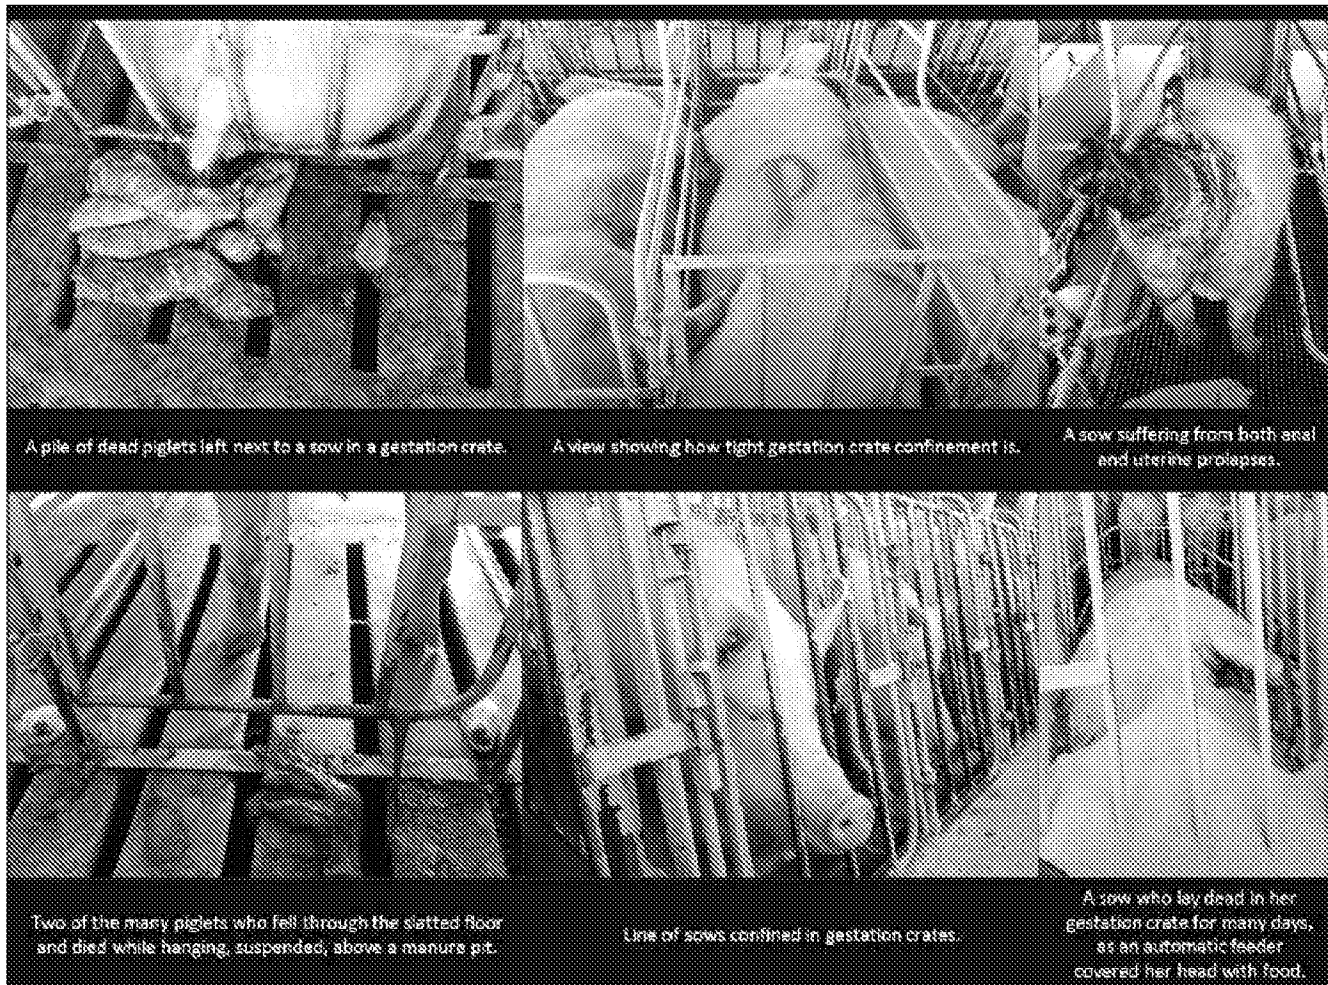 A pile of dead piglets left next to a sow in a gestation crate.
A view showing how tight gestation crate confinement is.
A sow suffering from both anal
and uterine prolapses.
Two of the many piglets who fell through the slatted floor
and died while hanging, suspended, above a manure pit.
Line of sows confined in gestation crates.
A sow who lay dead in her
gestation crate for many days,
as an automatic feeder
covered her head with food.